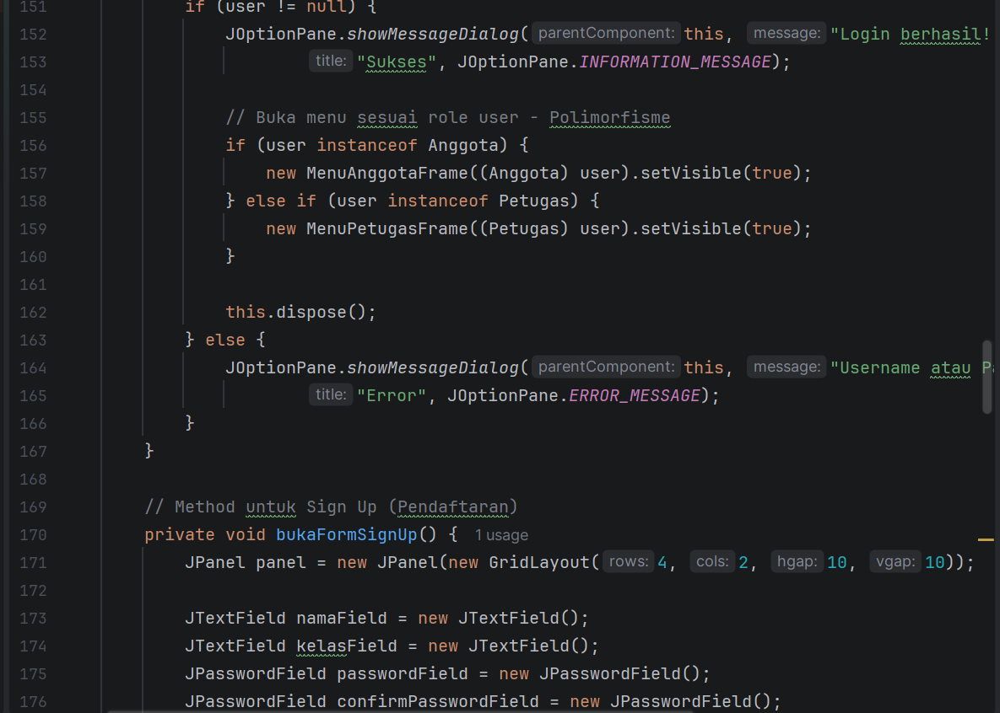 151 if (user != null) {
152 JOptionPane.showMessageDialog( parentComponent: this, message: "Login berhasil!
153 title: "Sukses", JOptionPane.INFORMATION_MESSAGE);
154
155 // Buka menu sesuai role user - Polimorfisme
156 if (user instanceof Anggota) {
157 new MenuAnggotaFrame((Anggota) user).setVisible(true);
158 } else if (user instanceof Petugas) {
159 new MenuPetugasFrame((Petugas) user).setVisible(true);
160 }
161
162 this.dispose();
163 } else {
164 JOptionPane.showMessageDialog( parentComponent: this, message: "Username atau
165 title: "Error", JOptionPane.ERROR_MESSAGE);
166 }
167 }
168
169 // Method untuk Sign Up (Pendaftaran)
170 private void bukaFormSignUp() { 1 usage
171 JPanel panel = new JPanel(new GridLayout( rows: 4, cols: 2, hgap: 10, vgap: 10));
172
173 JTextField namaField = new JTextField();
174 JTextField kelasField = new JTextField();
175 JPasswordField passwordField = new JPasswordField();
176 JPasswordField confirmPasswordField = new JPasswordField();